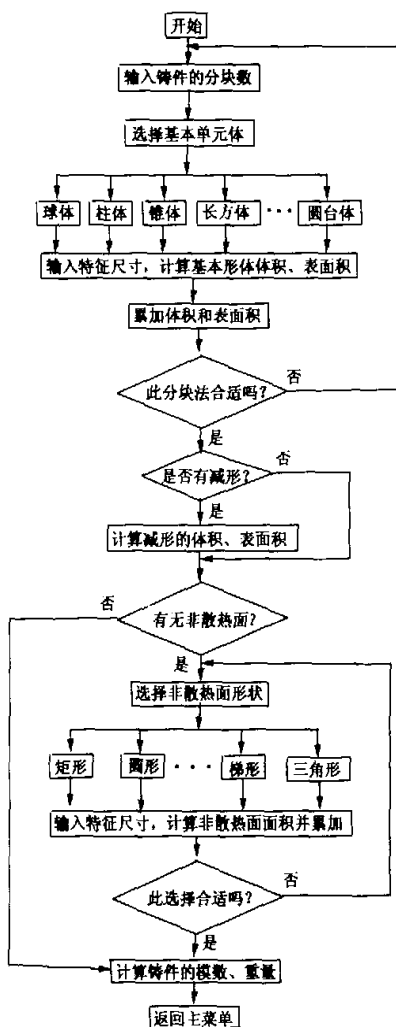 开始
输入铸件的分块数
选择基本单元体
球体 柱体 锥体 长方体 ··· 圆台体
输入特征尺寸，计算基本形体体积、表面积
累加体积和表面积
此分块法合适吗？
否
是
是否有减形？
否
是
计算减形的体积、表面积
否
有无非散热面？
是
选择非散热面形状
矩形 圆形 ··· 梯形 三角形
输入特征尺寸，计算非散热面面积并累加
此选择合适吗？
否
是
计算铸件的模数、重量
返回主菜单